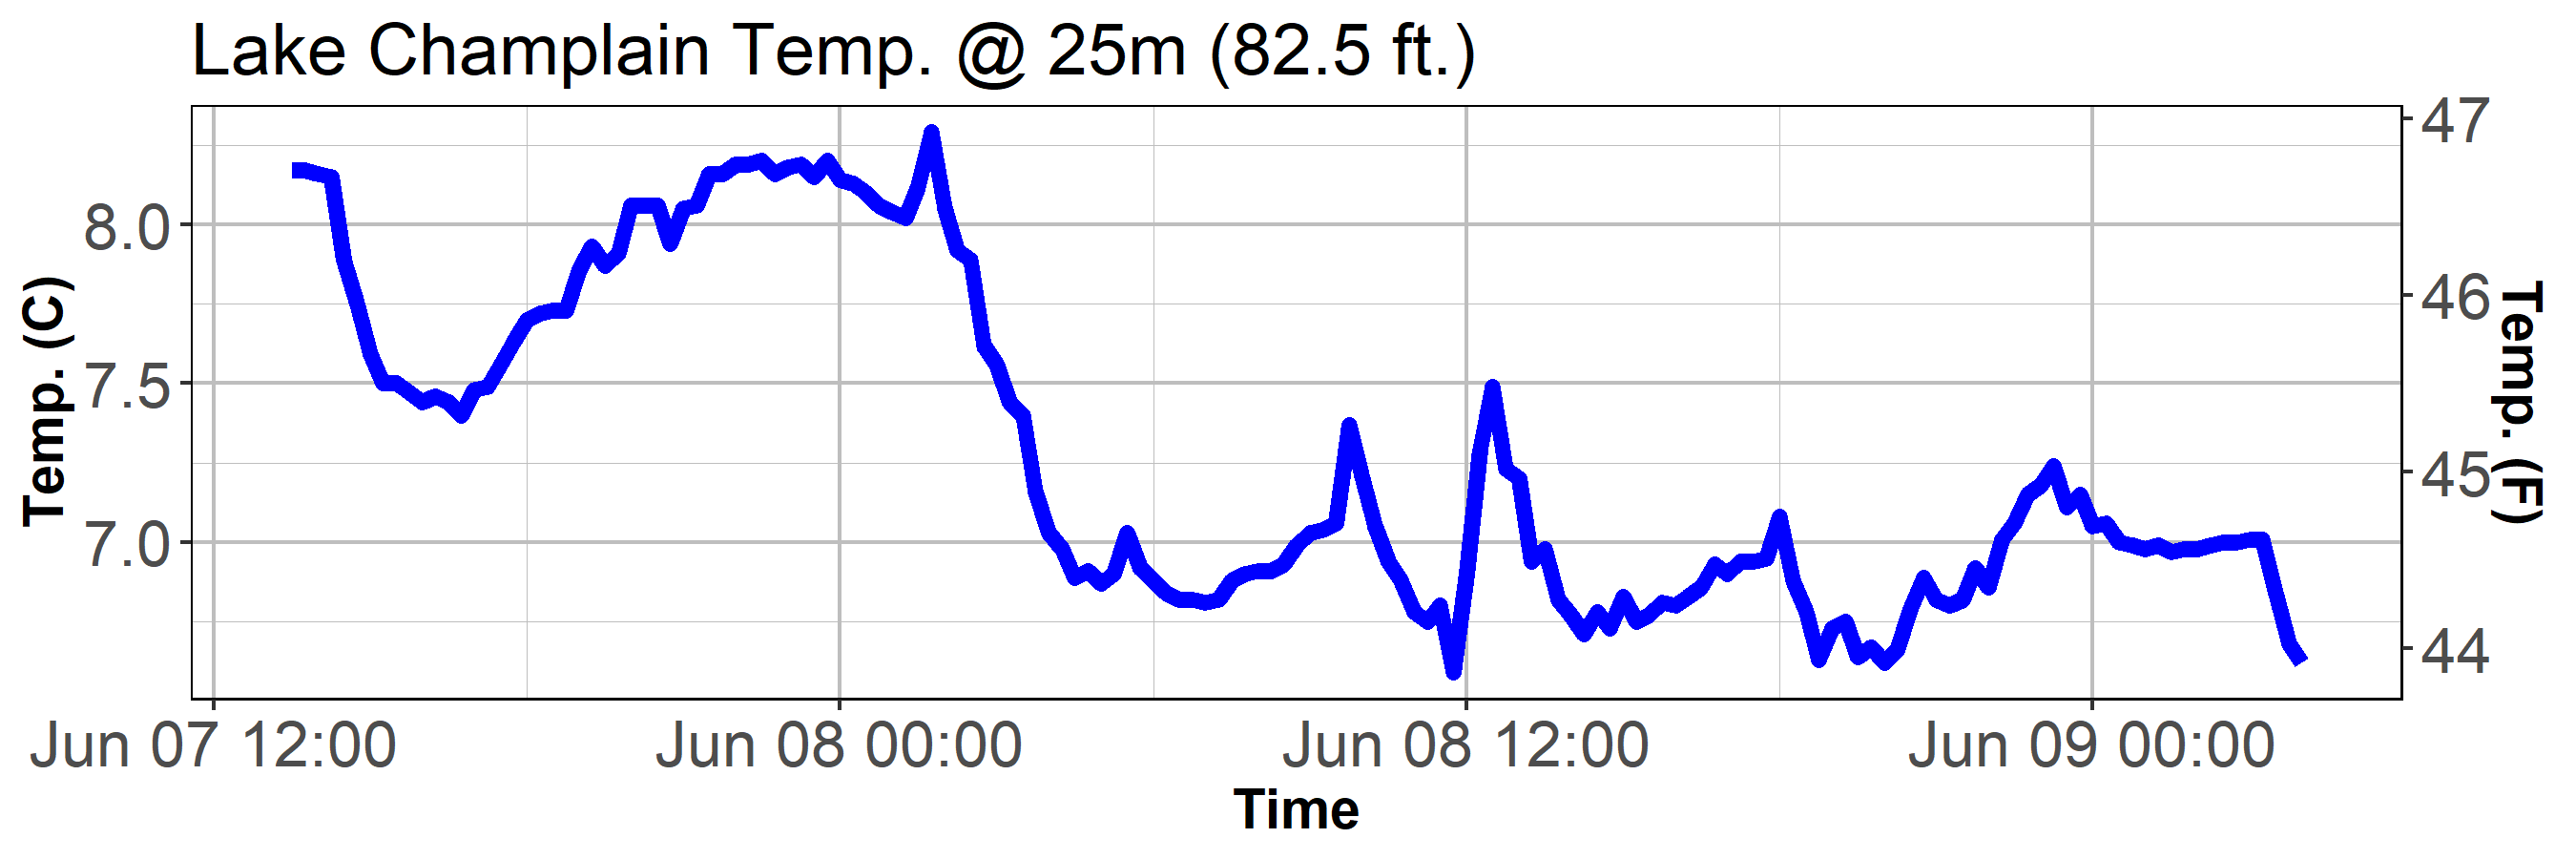 Lake Champlain Temp. @ 25m (82.5 ft.)
Temp. (C)
8.0
7.5
7.0
47
46
45
44
Temp. (F)
Jun 07 12:00 Jun 08 00:00 Jun 08 12:00 Jun 09 00:00
Time